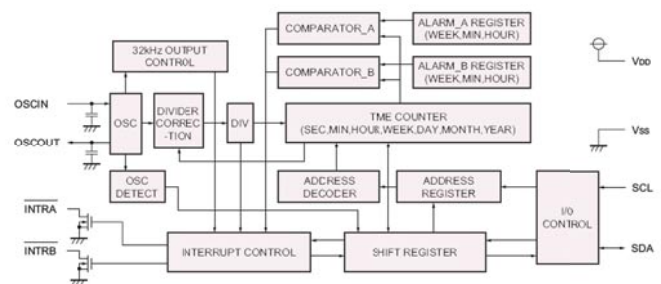 COMPARATOR_A
ALARM_A REGISTER
(WEEK,MIN,HOUR)
32kHz OUTPUT
CONTROL
COMPARATOR_B
ALARM_B REGISTER
(WEEK,MIN,HOUR)
VDD
OSCIN
OSC
DIVIDER
CORREC
-TION
DIV
TME COUNTER
(SEC,MIN,HOUR,WEEK,DAY,MONTH,YEAR)
OSCOUT
VSS
OSC
DETECT
ADDRESS
DECODER
ADDRESS
REGISTER
I/0
CONTROL
SCL
INTRA
INTERRUPT CONTROL
SHIFT REGISTER
SDA
INTRB